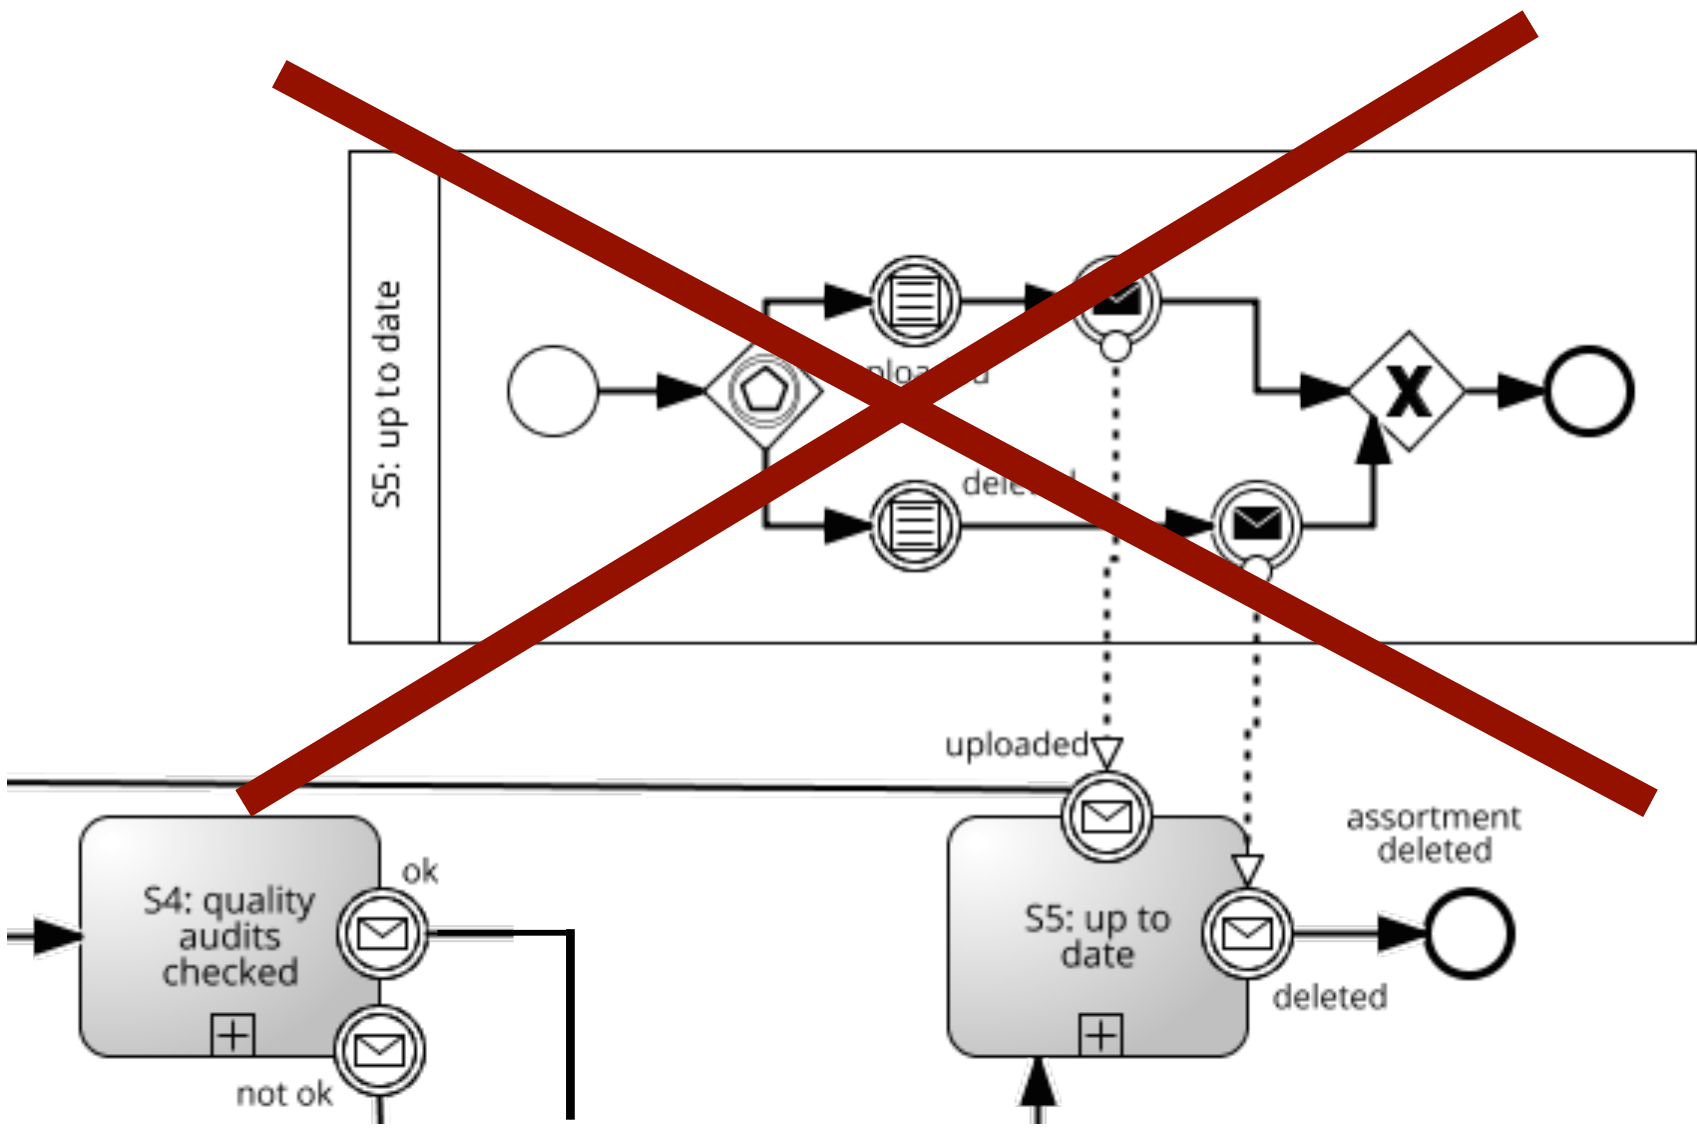 S5: up to date
deleted
uploaded
assortment
deleted
ok
S4: quality
audits
checked
S5: up to
date
deleted
not ok